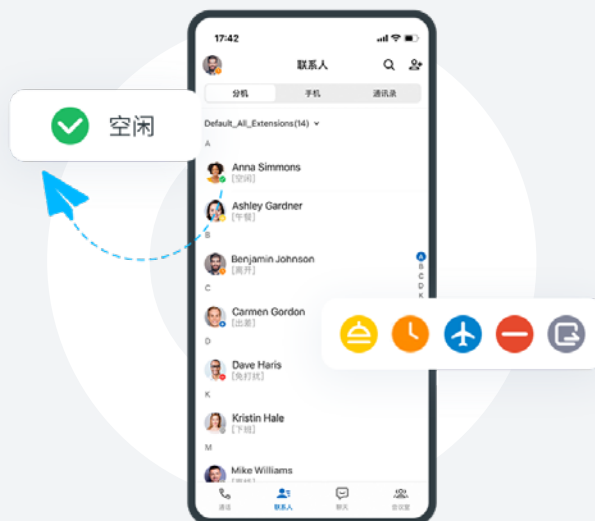 17:42
联系人
分机 手机 通讯录
Default_All_Extensions(14)
空闲
A
Anna Simmons
[空闲]
Ashley Gardner
[午餐]
B
Benjamin Johnson
[离开]
C
Carmen Gordon
[出差]
D
Dave Haris
[免打扰]
K
Kristin Hale
[下班]
M
Mike Williams
A
B
C
D
K
通话 联系人 聊天 会议室